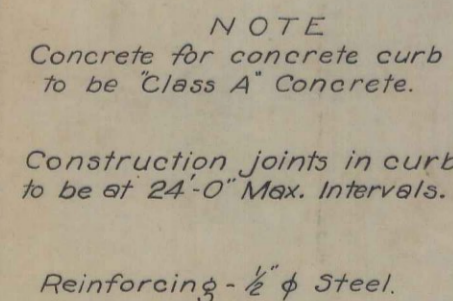 NOTE
Concrete for concrete curb
to be "Class A" Concrete.
Construction joints in curb
to be at 24'-0" Max. Intervals.
Reinforcing - ½" ϕ Steel.